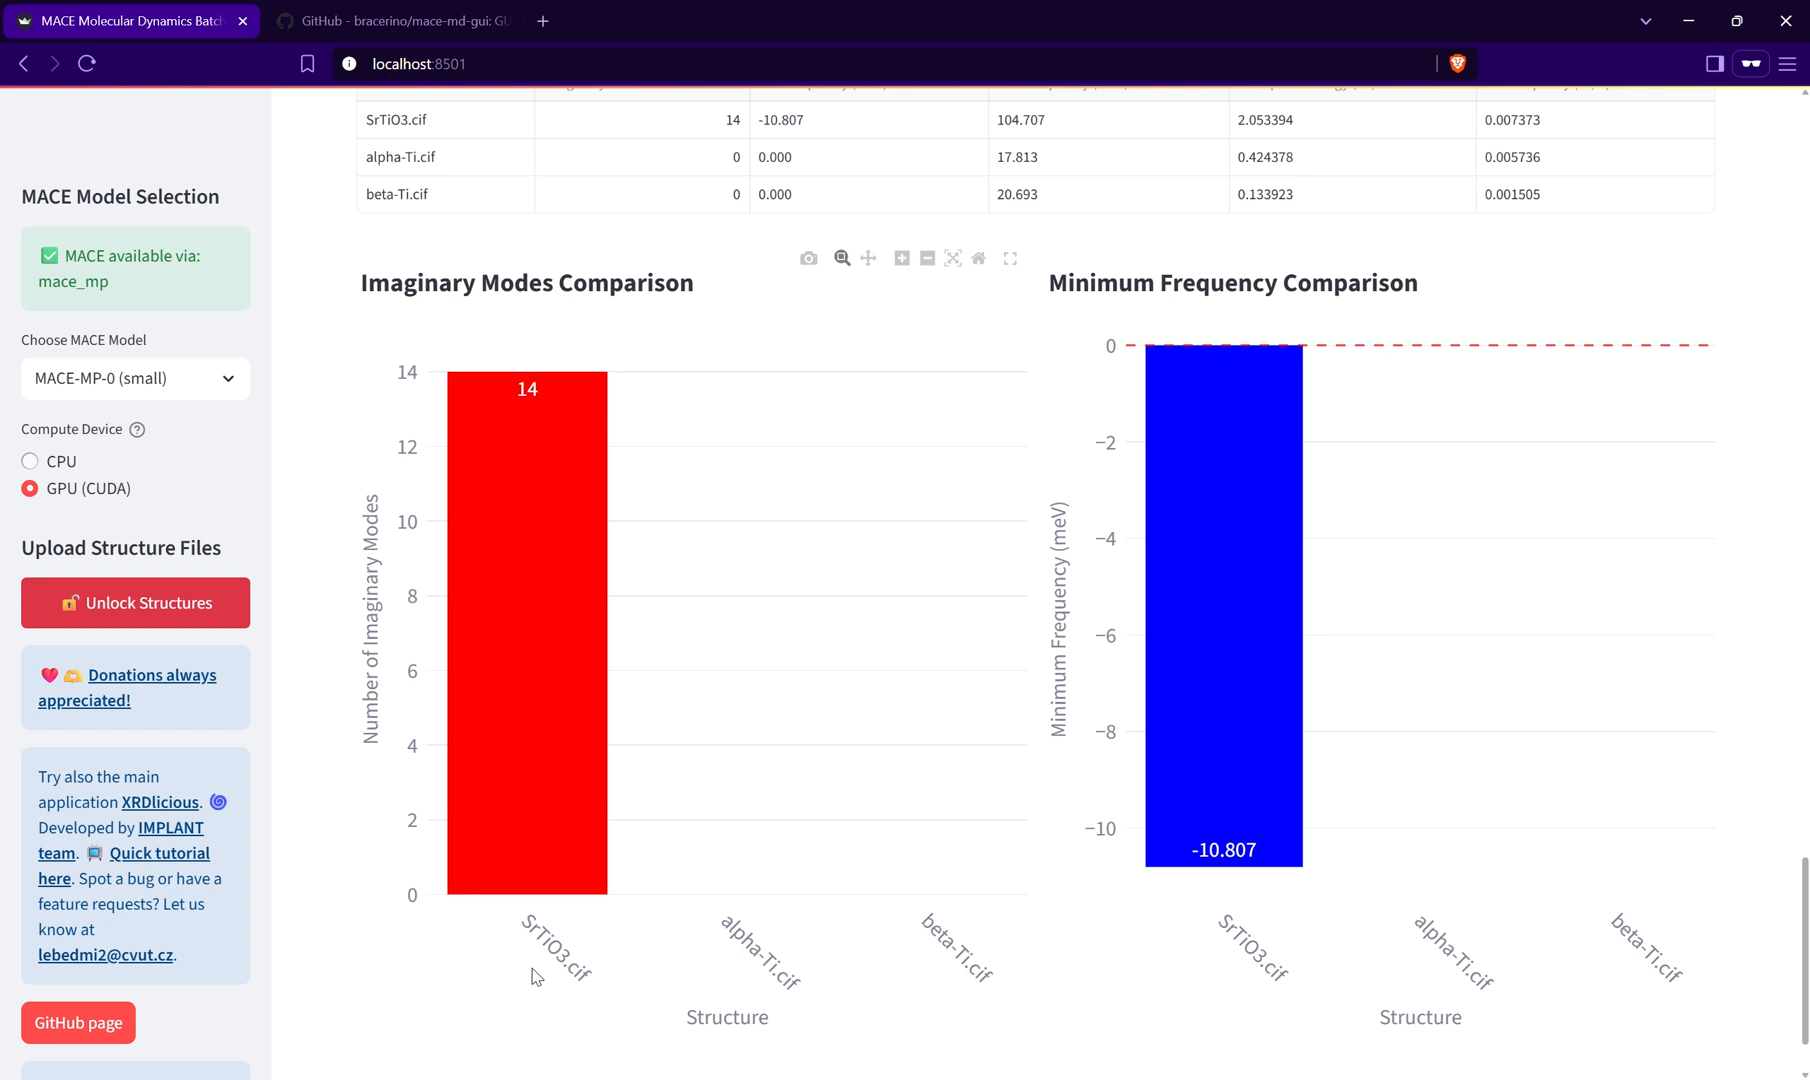 MACE Molecular Dynamics Batch
GitHub - bracerino/mace-md-gui: GU
localhost:8501
MACE Model Selection
✅ MACE available via:
mace_mp
Choose MACE Model
MACE-MP-0 (small)
Compute Device
CPU
GPU (CUDA)
Upload Structure Files
🔓 Unlock Structures
❤️🫶 Donations always
appreciated!
Try also the main
application XRDlicious. 🌀
Developed by IMPLANT
team. 📺 Quick tutorial
here. Spot a bug or have a
feature requests? Let us
know at
lebedmi2@cvut.cz.
GitHub page
SrTiO3.cif 14 -10.807 104.707 2.053394 0.007373
alpha-Ti.cif 0 0.000 17.813 0.424378 0.005736
beta-Ti.cif 0 0.000 20.693 0.133923 0.001505
Imaginary Modes Comparison
14
12
10
8
6
4
2
0
Number of Imaginary Modes
14
SrTiO3.cif
alpha-Ti.cif
beta-Ti.cif
Structure
Minimum Frequency Comparison
0
−2
−4
−6
−8
−10
Minimum Frequency (meV)
-10.807
SrTiO3.cif
alpha-Ti.cif
beta-Ti.cif
Structure